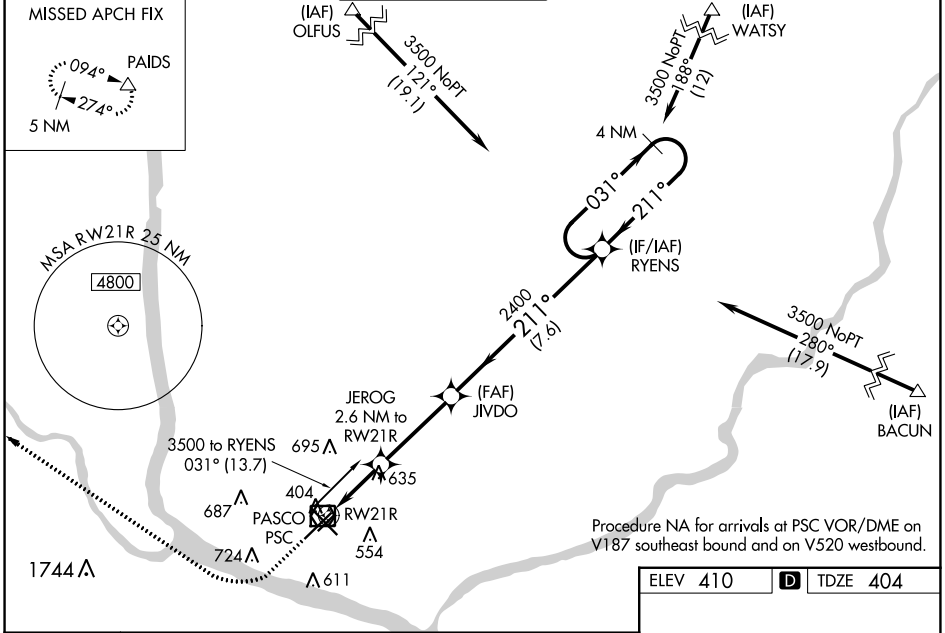 MISSED APCH FIX
PAIDS
094°
274°
5 NM
(IAF)
OLFUS
3500 NoPT
121°
(19.1)
(IAF)
WATSY
3500 NoPT
188°
(12)
4 NM
031°
211°
(IF/IAF)
RYENS
MSA RW21R 25 NM
4800
2400
211°
(7.6)
3500 NoPT
280°
(17.9)
(IAF)
BACUN
(FAF)
JIVDO
JEROG
2.6 NM to
RW21R
3500 to RYENS
031° (13.7)
695
635
404
687
PASCO
PSC
RW21R
554
724
611
1744
Procedure NA for arrivals at PSC VOR/DME on
V187 southeast bound and on V520 westbound.
ELEV 410 D TDZE 404